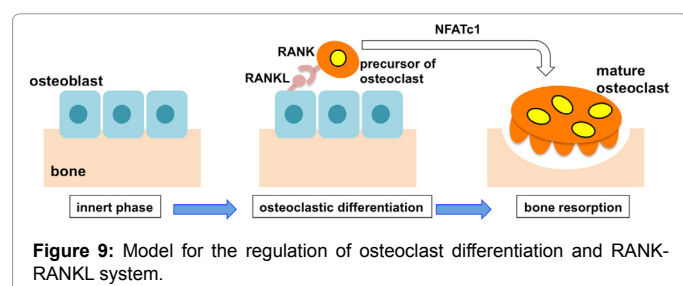 NFATc1
RANK
RANKL
precursor of
osteoclast
osteoblast
mature
osteoclast
bone
innert phase
osteoclastic differentiation
bone resorption
Figure 9: Model for the regulation of osteoclast differentiation and RANK-
RANKL system.